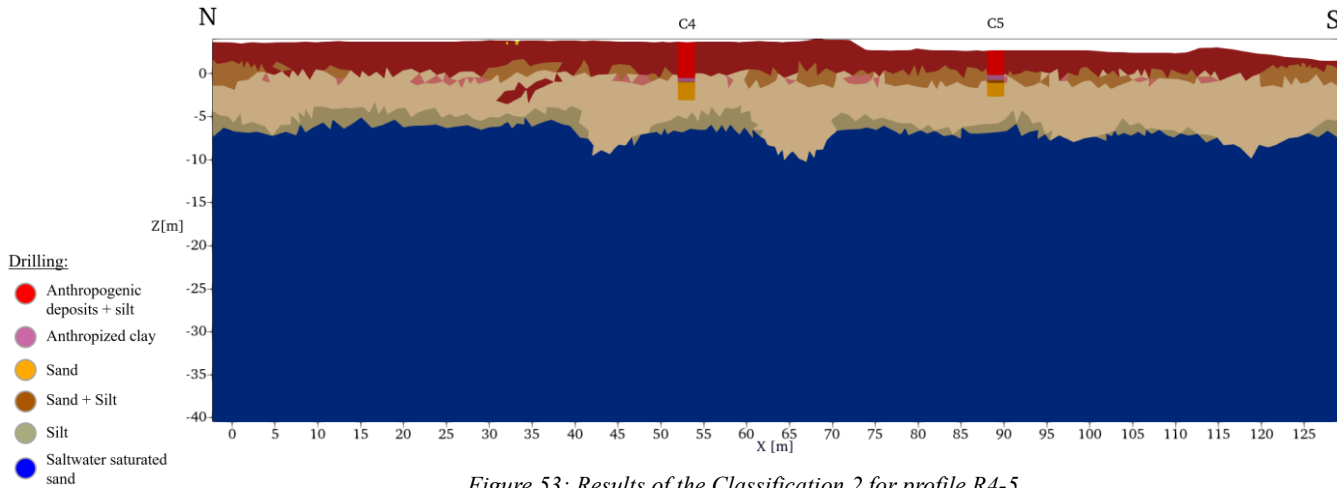 N
C4
C5
S
0
-5
-10
-15
Z[m]
-20
-25
-30
-35
-40
0 5 10 15 20 25 30 35 40 45 50 55 60 65 70 75 80 85 90 95 100 105 110 115 120 125
X [m]
Drilling:
Anthropogenic
deposits + silt
Anthropized clay
Sand
Sand + Silt
Silt
Saltwater saturated
sand
Figure 53: Results of the Classification 2 for profile R4-5